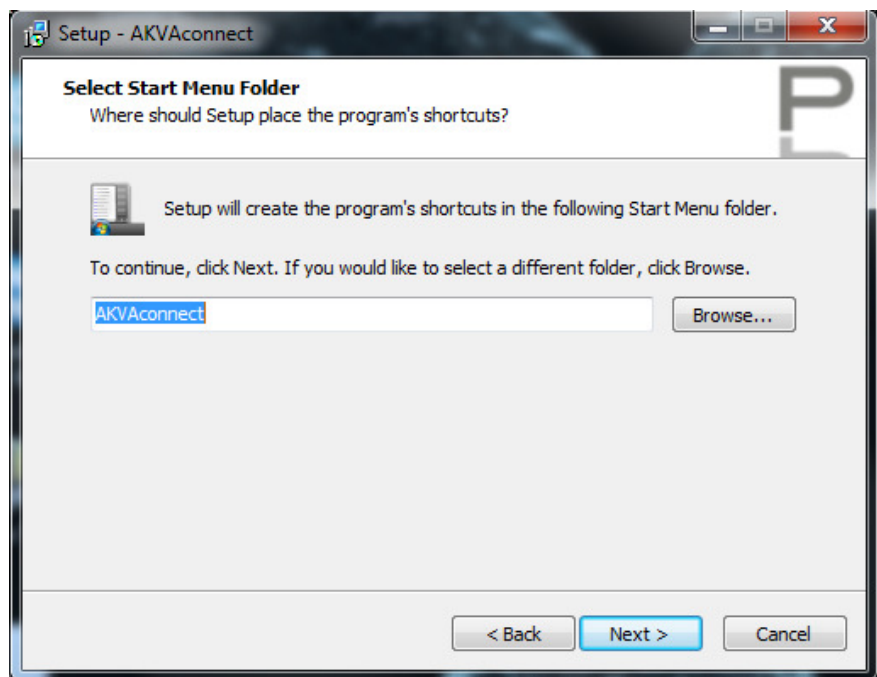 Setup - AKVAconnect
Select Start Menu Folder
Where should Setup place the program's shortcuts?
P
Setup will create the program's shortcuts in the following Start Menu folder.
To continue, click Next. If you would like to select a different folder, click Browse.
AKVAconnect
Browse...
< Back
Next >
Cancel